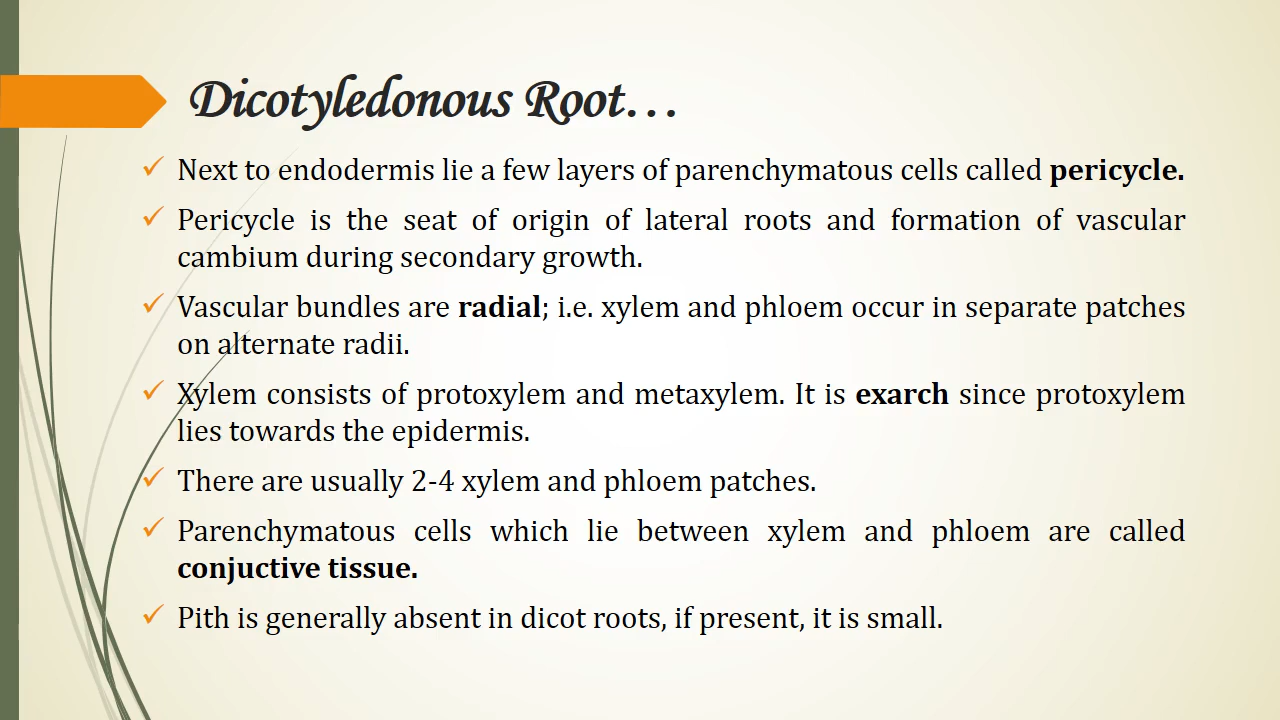 Dicotyledonous Root…
Next to endodermis lie a few layers of parenchymatous cells called pericycle.
Pericycle is the seat of origin of lateral roots and formation of vascular
cambium during secondary growth.
Vascular bundles are radial; i.e. xylem and phloem occur in separate patches
on alternate radii.
Xylem consists of protoxylem and metaxylem. It is exarch since protoxylem
lies towards the epidermis.
There are usually 2-4 xylem and phloem patches.
Parenchymatous cells which lie between xylem and phloem are called
conjuctive tissue.
Pith is generally absent in dicot roots, if present, it is small.